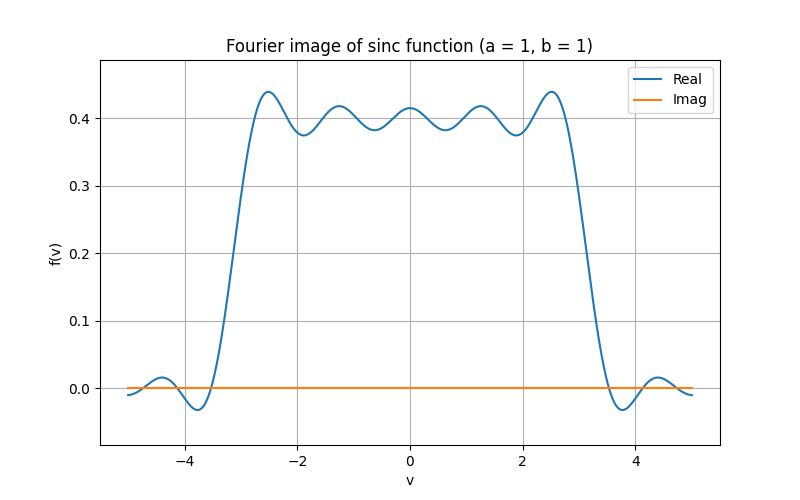 Fourier image of sinc function (a = 1, b = 1)
Real
Imag
f(v)
0.4
0.3
0.2
0.1
0.0
−4
−2
0
2
4
v